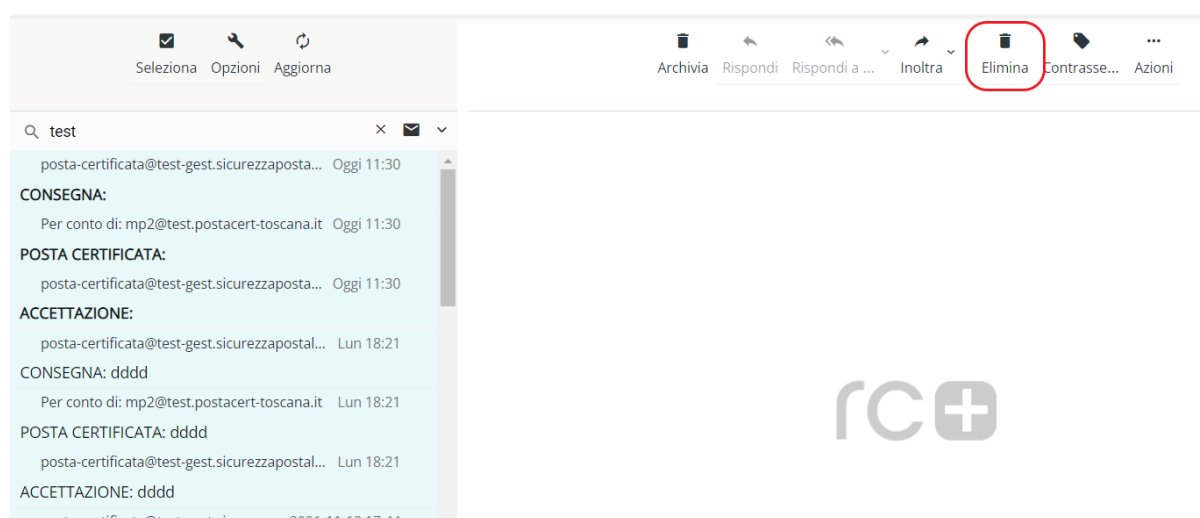 Seleziona Opzioni Aggiorna
Archivia Rispondi Rispondi a ... Inoltra Elimina Contrasse... Azioni
test
posta-certificata@test-gest.sicurezzaposta... Oggi 11:30
CONSEGNA:
Per conto di: mp2@test.postacert-toscana.it Oggi 11:30
POSTA CERTIFICATA:
posta-certificata@test-gest.sicurezzaposta... Oggi 11:30
ACCETTAZIONE:
posta-certificata@test-gest.sicurezzapostal... Lun 18:21
CONSEGNA: dddd
Per conto di: mp2@test.postacert-toscana.it Lun 18:21
POSTA CERTIFICATA: dddd
posta-certificata@test-gest.sicurezzapostal... Lun 18:21
ACCETTAZIONE: dddd
rc+